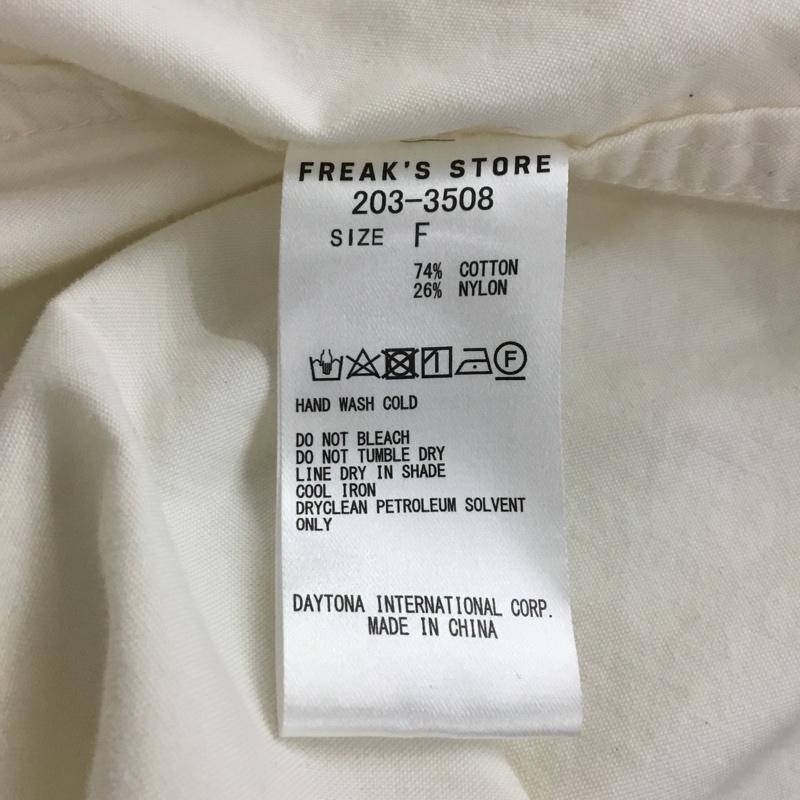 FREAK'S STORE
203-3508
SIZE F
74% COTTON
26% NYLON
F
HAND WASH COLD
DO NOT BLEACH
DO NOT TUMBLE DRY
LINE DRY IN SHADE
COOL IRON
DRYCLEAN PETROLEUM SOLVENT
ONLY
DAYTONA INTERNATIONAL CORP.
MADE IN CHINA